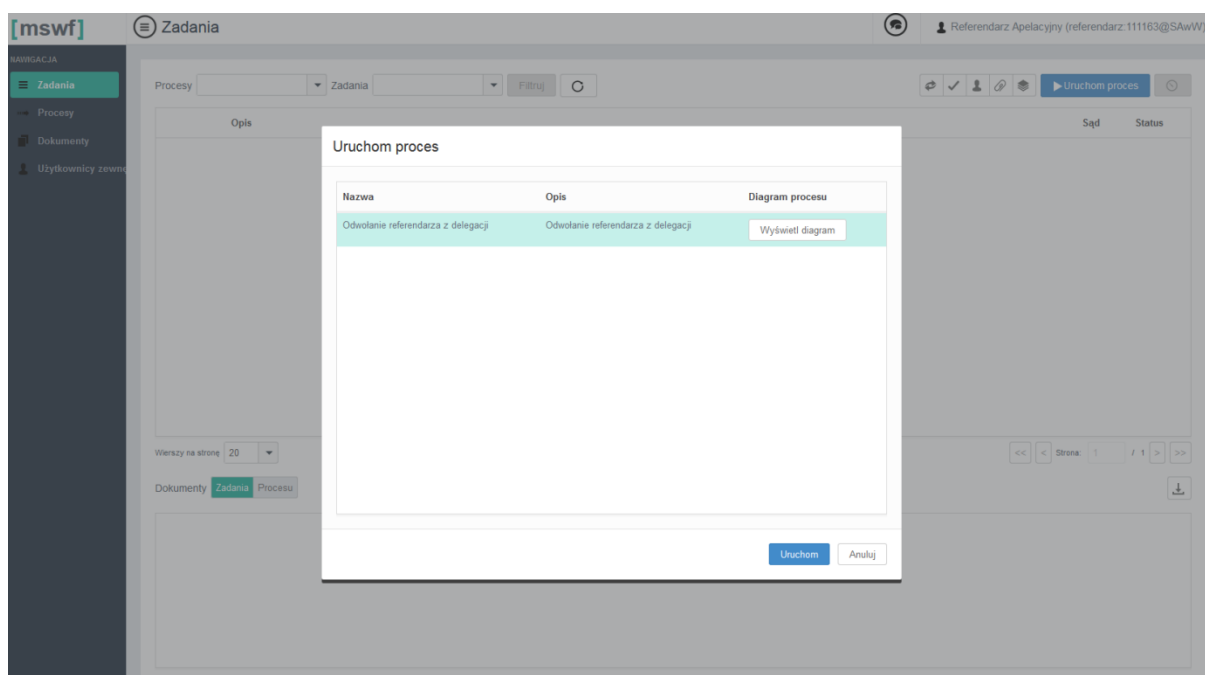 [mswf]
Zadania
Referendarz Apelacyjny (referendarz:111163@SAwW)
NAWIGACJA
Zadania
Procesy
Dokumenty
Użytkownicy zewnę
Procesy Zadania Filtruj Uruchom proces
Opis Sąd Status
Uruchom proces
Nazwa Opis Diagram procesu
Odwołanie referendarza z delegacji Odwołanie referendarza z delegacji Wyświetl diagram
Wierszy na stronę 20 << < Strona: 1 / 1 > >>
Dokumenty Zadania Procesu
Uruchom Anuluj